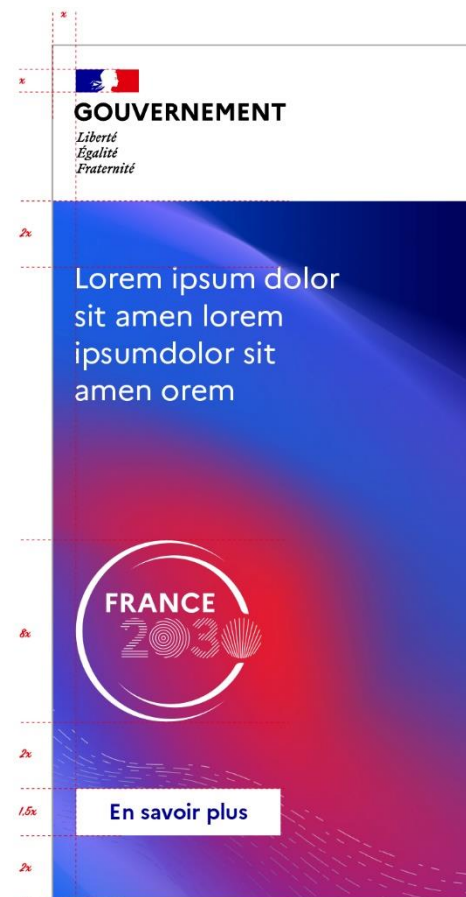 x
x
GOUVERNEMENT
Liberté
Égalité
Fraternité
2x
Lorem ipsum dolor
sit amen lorem
ipsumdolor sit
amen orem
FRANCE
8x
2030
2x
1,5x
En savoir plus
2x